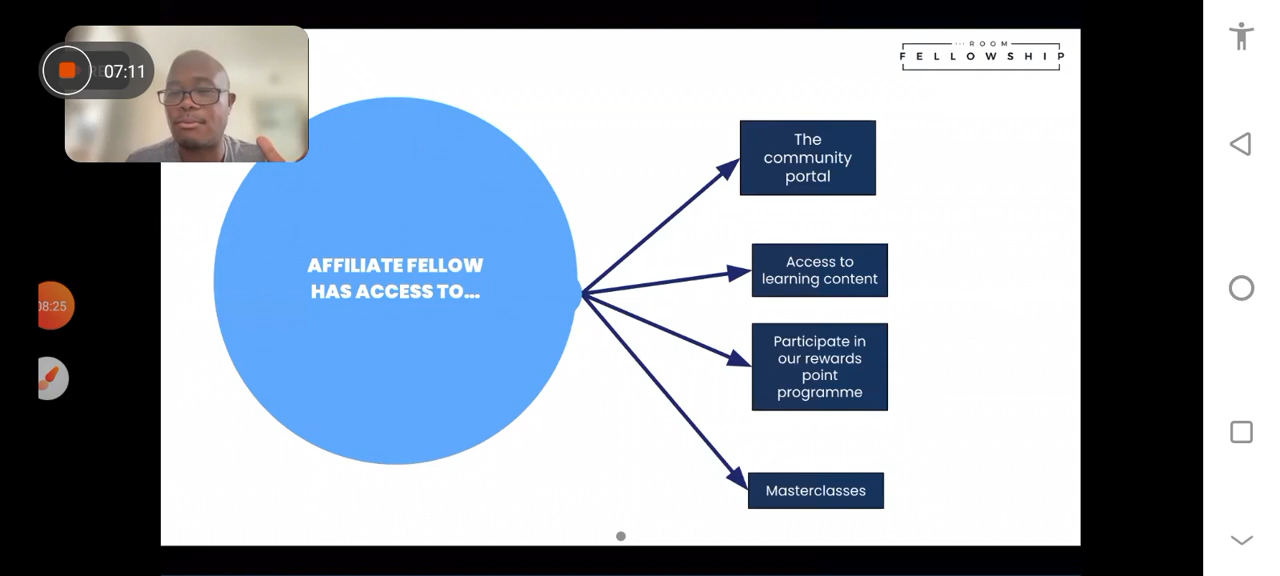 THE ROOM
FELLOWSHIP
07:11
The
community
portal
AFFILIATE FELLOW
HAS ACCESS TO...
Access to
learning content
08:25
Participate in
our rewards
point
programme
Masterclasses